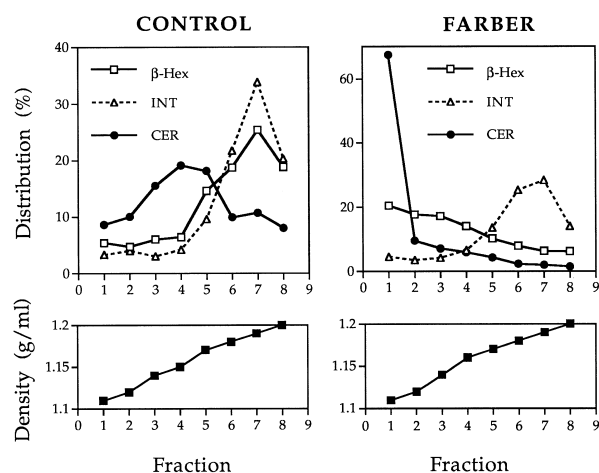 CONTROL FARBER
Distribution (%)
40
30
20
10
0
β-Hex
INT
CER
0 1 2 3 4 5 6 7 8 9
60
40
20
0
β-Hex
INT
CER
0 1 2 3 4 5 6 7 8 9
Density (g/ml)
1.2
1.15
1.1
0 1 2 3 4 5 6 7 8 9
1.2
1.15
1.1
0 1 2 3 4 5 6 7 8 9
Fraction Fraction